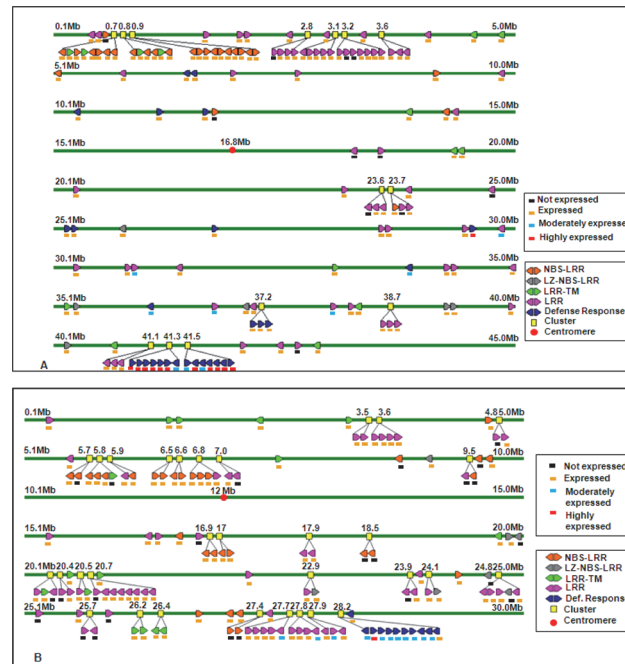 0.1Mb 0.7 0.8 0.9 2.8 3.1 3.2 3.6 5.0Mb
5.1Mb 10.0Mb
10.1Mb 15.0Mb
15.1Mb 16.8Mb 20.0Mb
20.1Mb 23.6 23.7 25.0Mb
25.1Mb 30.0Mb
30.1Mb 35.0Mb
35.1Mb 37.2 38.7 40.0Mb
40.1Mb 41.1 41.3 41.5 45.0Mb
A
Not expressed
Expressed
Moderately expressed
Highly expressed
NBS-LRR
LZ-NBS-LRR
LRR-TM
LRR
Defense Response
Cluster
Centromere
0.1Mb 3.5 3.6 4.8 5.0Mb
5.1Mb 5.7 5.8 5.9 6.5 6.6 6.8 7.0 9.5 10.0Mb
10.1Mb 12 Mb 15.0Mb
15.1Mb 16.9 17 17.9 18.5 20.0Mb
20.1Mb 20.4 20.5 20.7 22.9 23.9 24.1 24.8 25.0Mb
25.1Mb 25.7 26.2 26.4 27.4 27.7 27.8 27.9 28.2 30.0Mb
B
Not expressed
Expressed
Moderately
expressed
Highly
expressed
NBS-LRR
LZ-NBS-LRR
LRR-TM
LRR
Def. Response
Cluster
Centromere